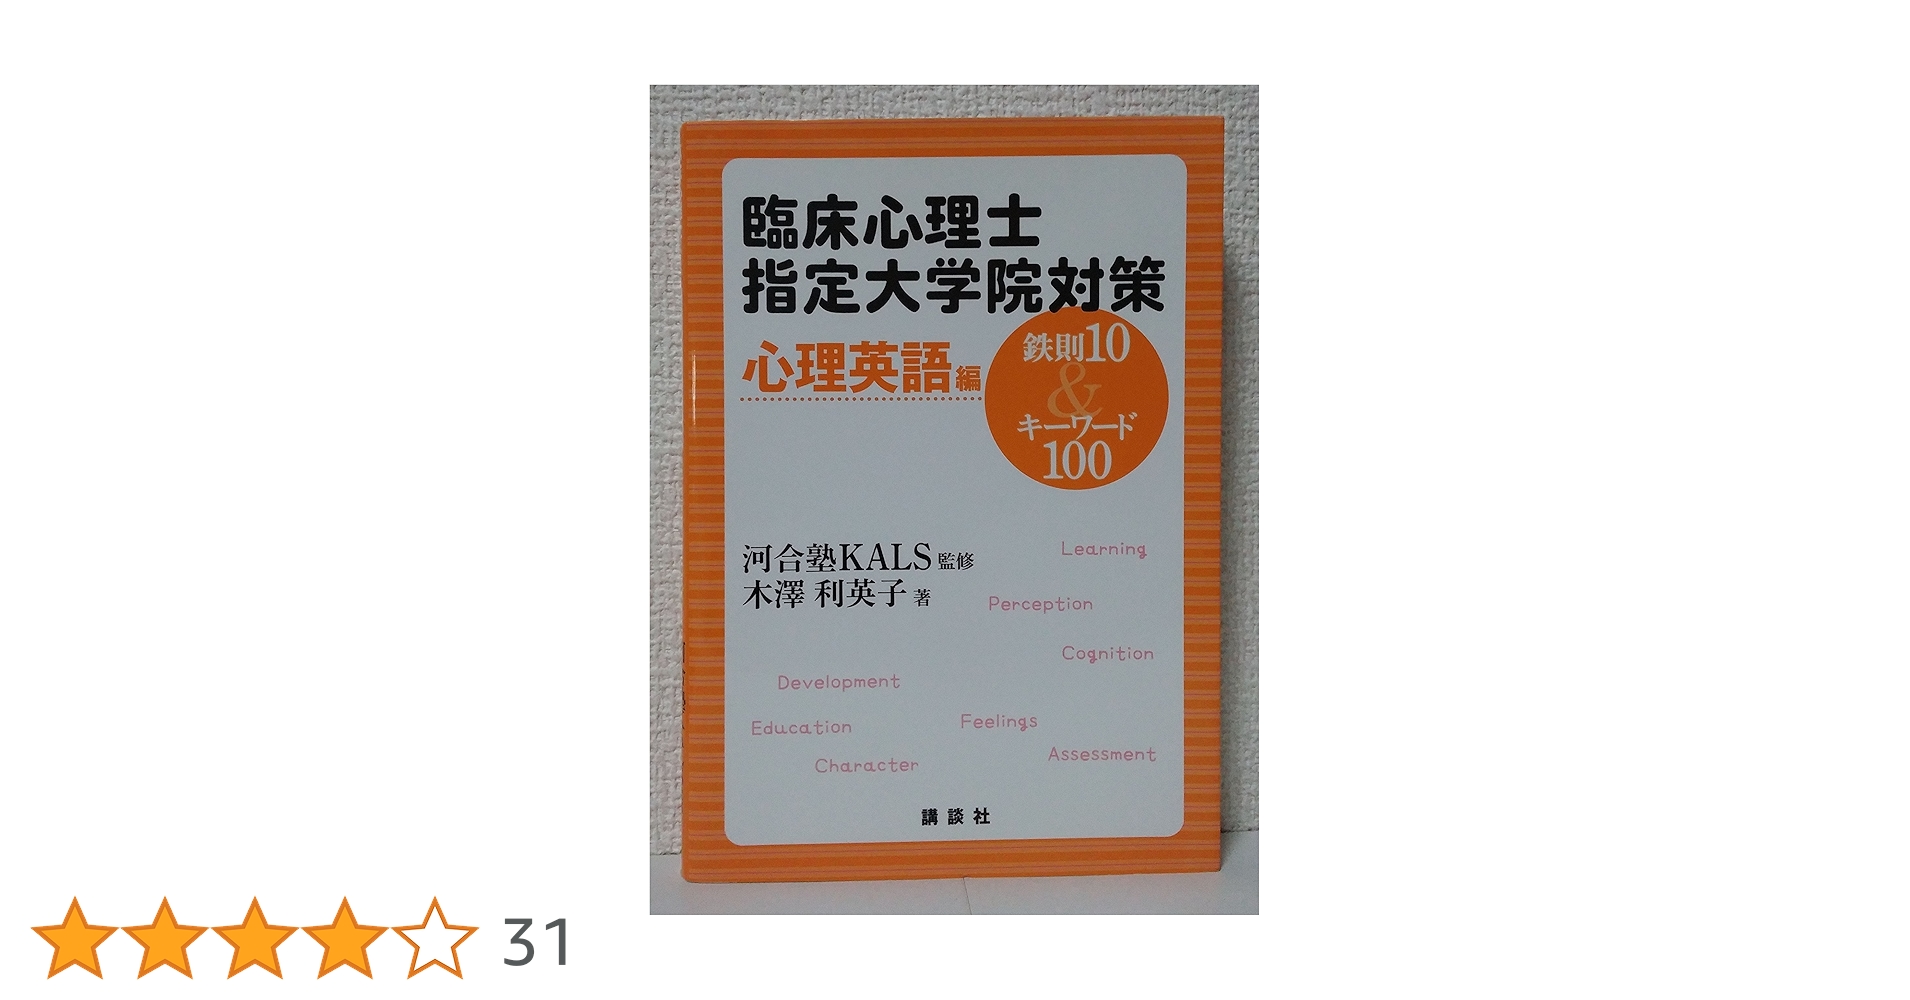 臨床心理士
指定大学院対策
心理英語編
鉄則10
&
キーワード
100
河合塾KALS監修
木澤 利英子 著
Learning
Perception
Cognition
Development
Education
Feelings
Character
Assessment
講談社
31